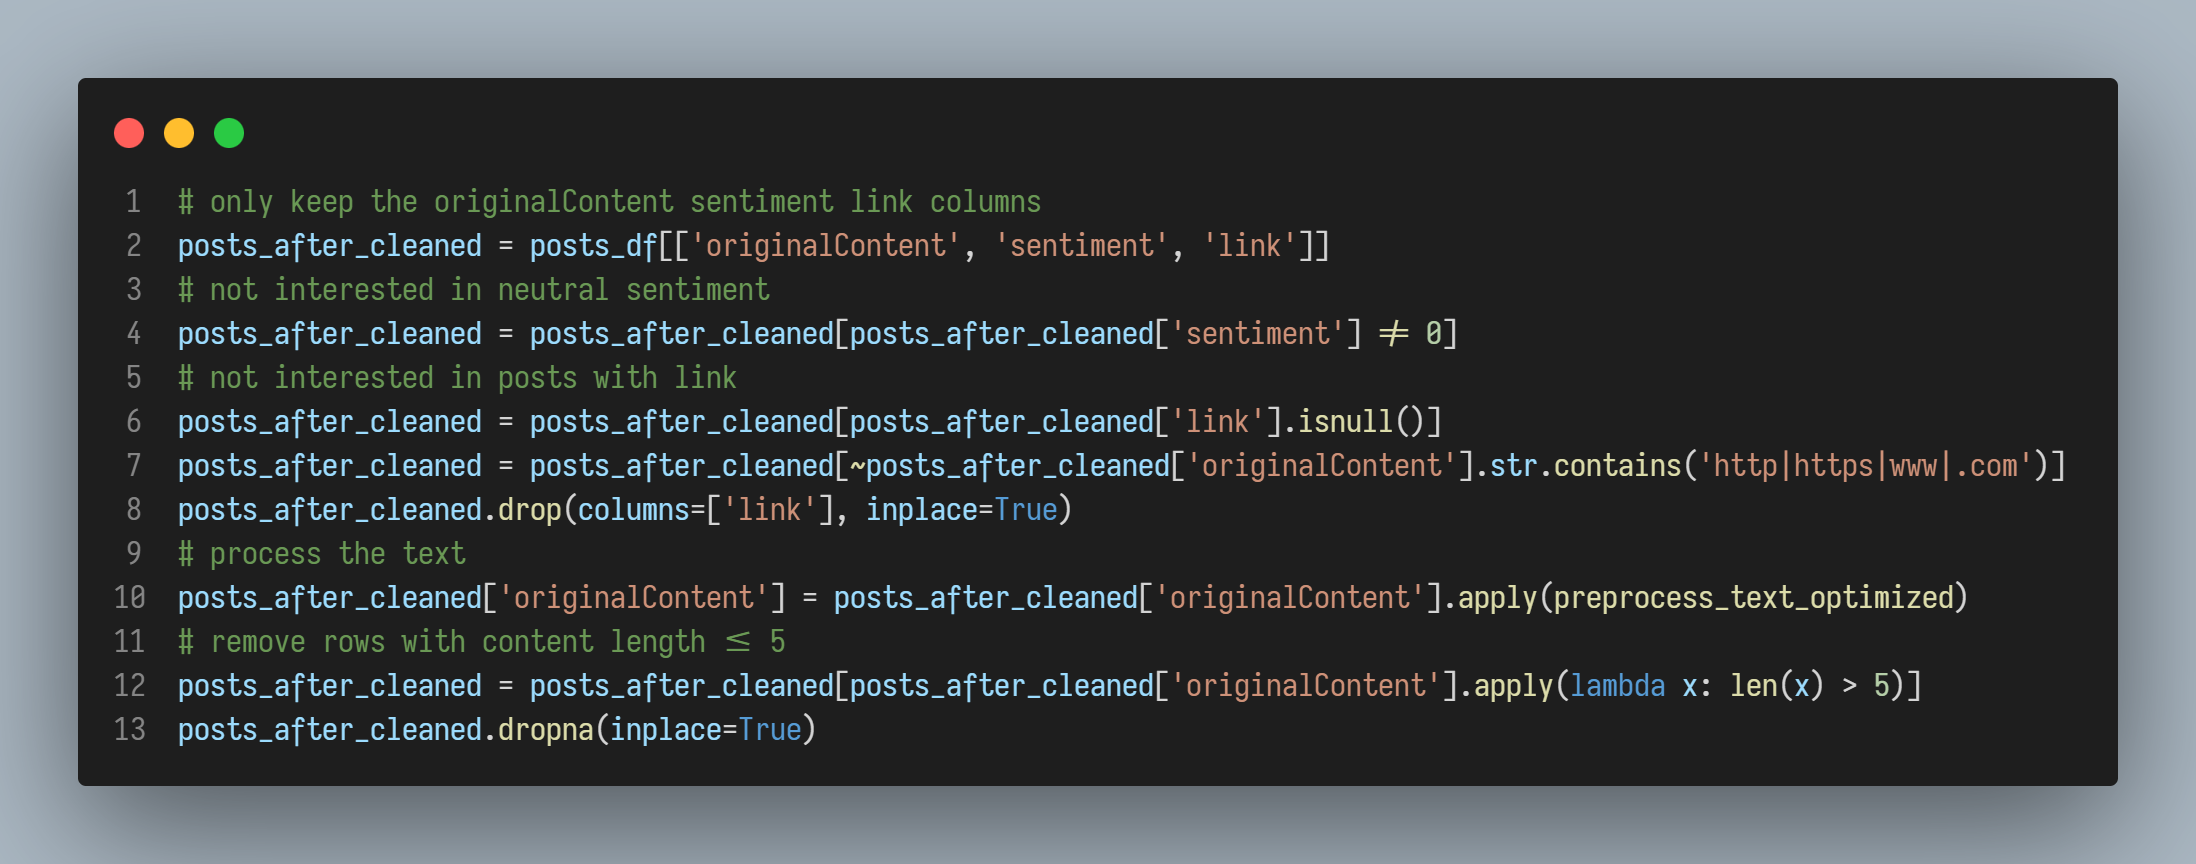 1 # only keep the originalContent sentiment link columns
2 posts_after_cleaned = posts_df[['originalContent', 'sentiment', 'link']]
3 # not interested in neutral sentiment
4 posts_after_cleaned = posts_after_cleaned[posts_after_cleaned['sentiment'] != 0]
5 # not interested in posts with link
6 posts_after_cleaned = posts_after_cleaned[posts_after_cleaned['link'].isnull()]
7 posts_after_cleaned = posts_after_cleaned[~posts_after_cleaned['originalContent'].str.contains('http|https|www|.com')]
8 posts_after_cleaned.drop(columns=['link'], inplace=True)
9 # process the text
10 posts_after_cleaned['originalContent'] = posts_after_cleaned['originalContent'].apply(preprocess_text_optimized)
11 # remove rows with content length <= 5
12 posts_after_cleaned = posts_after_cleaned[posts_after_cleaned['originalContent'].apply(lambda x: len(x) > 5)]
13 posts_after_cleaned.dropna(inplace=True)